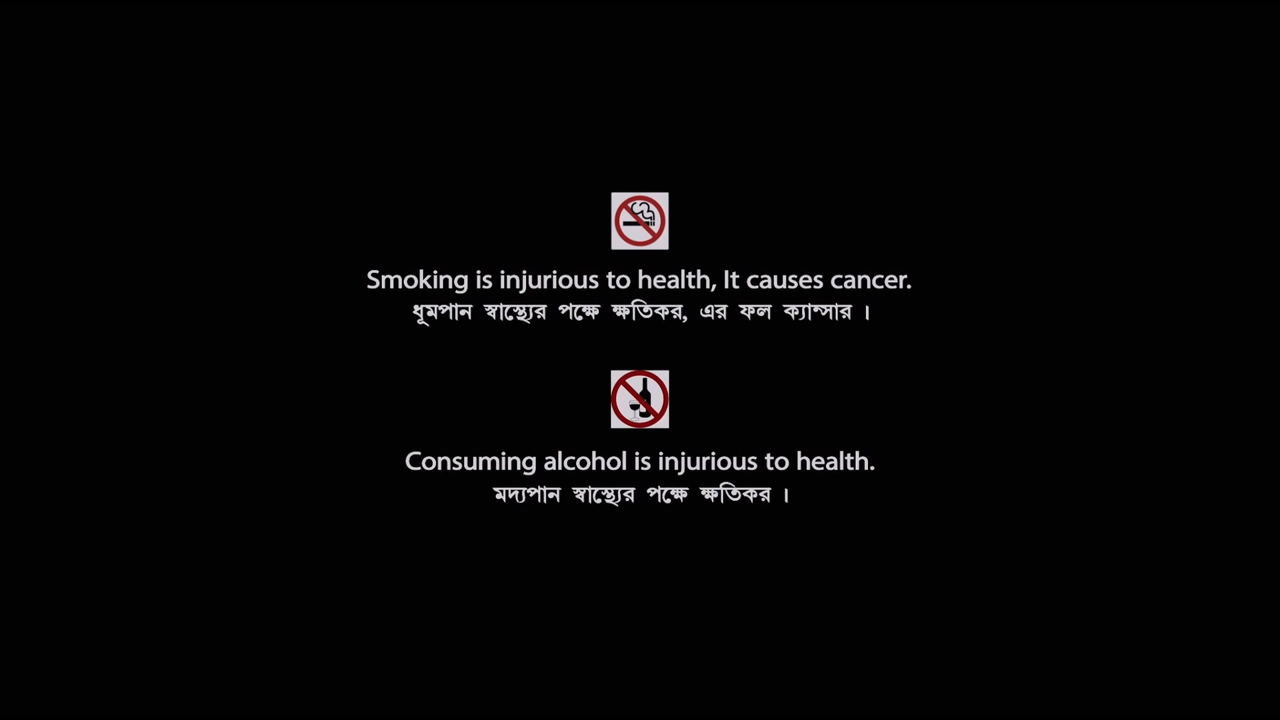 Smoking is injurious to health, It causes cancer.
ধূমপান স্বাস্থ্যের পক্ষে ক্ষতিকর, এর ফল ক্যান্সার ।
Consuming alcohol is injurious to health.
মদ্যপান স্বাস্থ্যের পক্ষে ক্ষতিকর ।